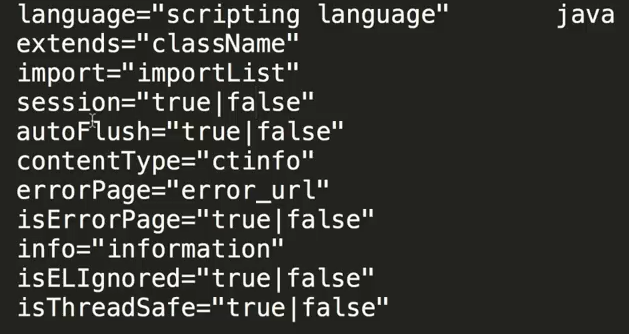 language="scripting language" java
extends="className"
import="importList"
session="true|false"
autoFlush="true|false"
contentType="ctinfo"
errorPage="error_url"
isErrorPage="true|false"
info="information"
isELIgnored="true|false"
isThreadSafe="true|false"